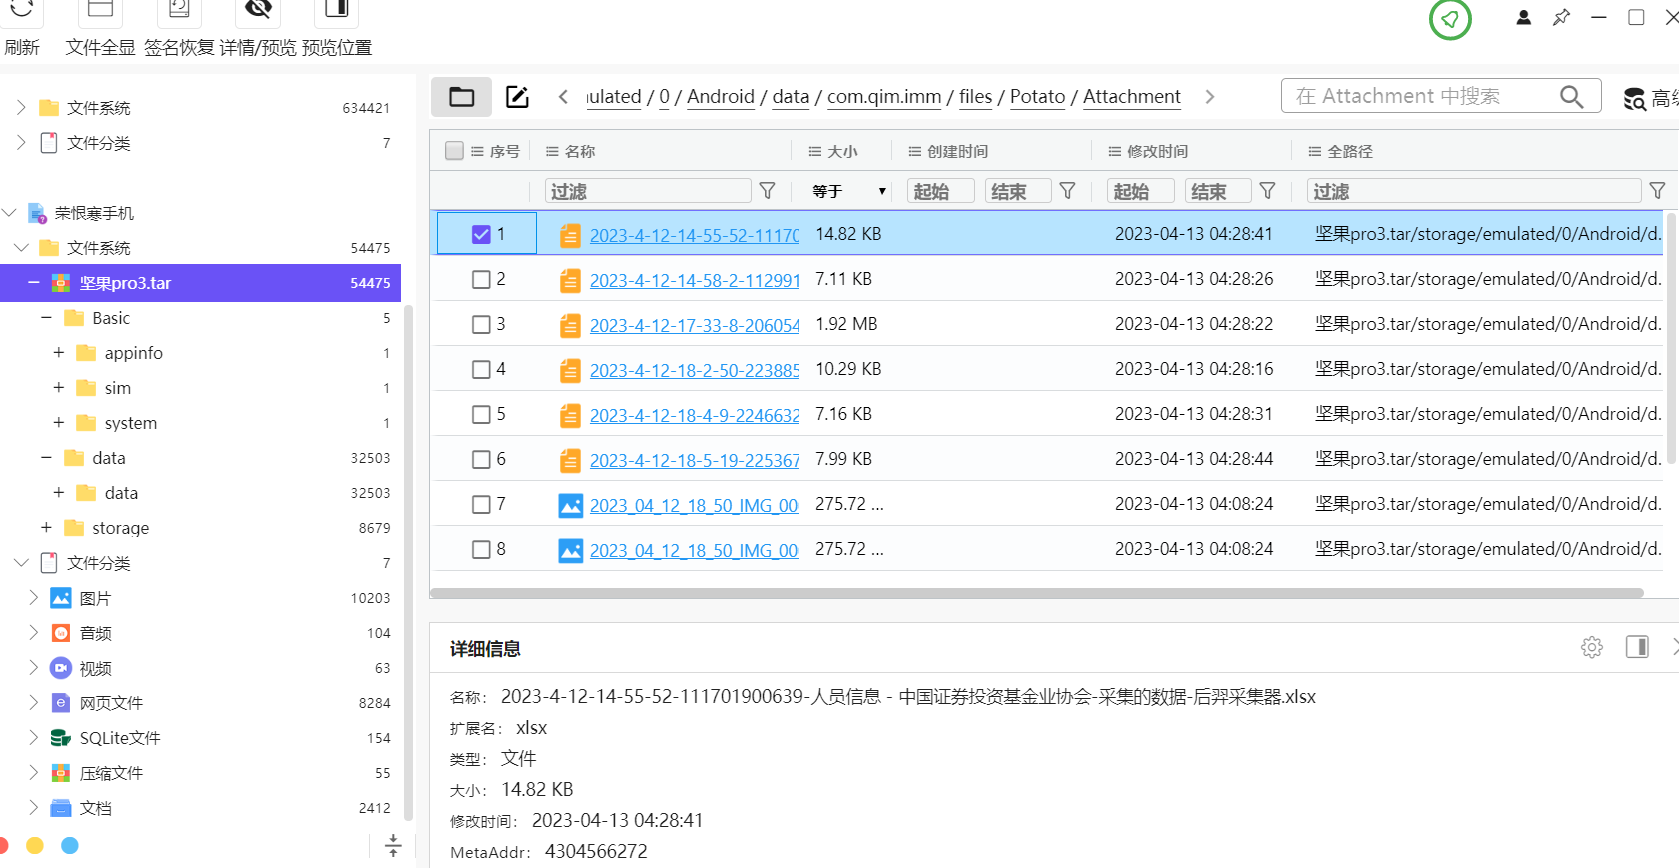 刷新 文件全显 签名恢复 详情/预览 预览位置
文件系统 634421
文件分类 7
荣恨寒手机
文件系统 54475
坚果pro3.tar 54475
Basic 5
appinfo 1
sim 1
system 1
data 32503
data 32503
storage 8679
文件分类 7
图片 10203
音频 104
视频 63
网页文件 8284
SQLite文件 154
压缩文件 55
文档 2412
ulated / 0 / Android / data / com.qim.imm / files / Potato / Attachment
在 Attachment 中搜索
高级
序号 名称 大小 创建时间 修改时间 全路径
过滤 等于 起始 结束 起始 结束 过滤
1 2023-4-12-14-55-52-11170 14.82 KB 2023-04-13 04:28:41 坚果pro3.tar/storage/emulated/0/Android/d.
2 2023-4-12-14-58-2-112991 7.11 KB 2023-04-13 04:28:26 坚果pro3.tar/storage/emulated/0/Android/d.
3 2023-4-12-17-33-8-206054 1.92 MB 2023-04-13 04:28:22 坚果pro3.tar/storage/emulated/0/Android/d.
4 2023-4-12-18-2-50-223885 10.29 KB 2023-04-13 04:28:16 坚果pro3.tar/storage/emulated/0/Android/d.
5 2023-4-12-18-4-9-2246632 7.16 KB 2023-04-13 04:28:31 坚果pro3.tar/storage/emulated/0/Android/d.
6 2023-4-12-18-5-19-225367 7.99 KB 2023-04-13 04:28:44 坚果pro3.tar/storage/emulated/0/Android/d.
7 2023_04_12_18_50_IMG_00 275.72 ... 2023-04-13 04:08:24 坚果pro3.tar/storage/emulated/0/Android/d.
8 2023_04_12_18_50_IMG_00 275.72 ... 2023-04-13 04:08:24 坚果pro3.tar/storage/emulated/0/Android/d.
详细信息
名称： 2023-4-12-14-55-52-111701900639-人员信息 - 中国证券投资基金业协会-采集的数据-后羿采集器.xlsx
扩展名： xlsx
类型： 文件
大小： 14.82 KB
修改时间： 2023-04-13 04:28:41
MetaAddr： 4304566272